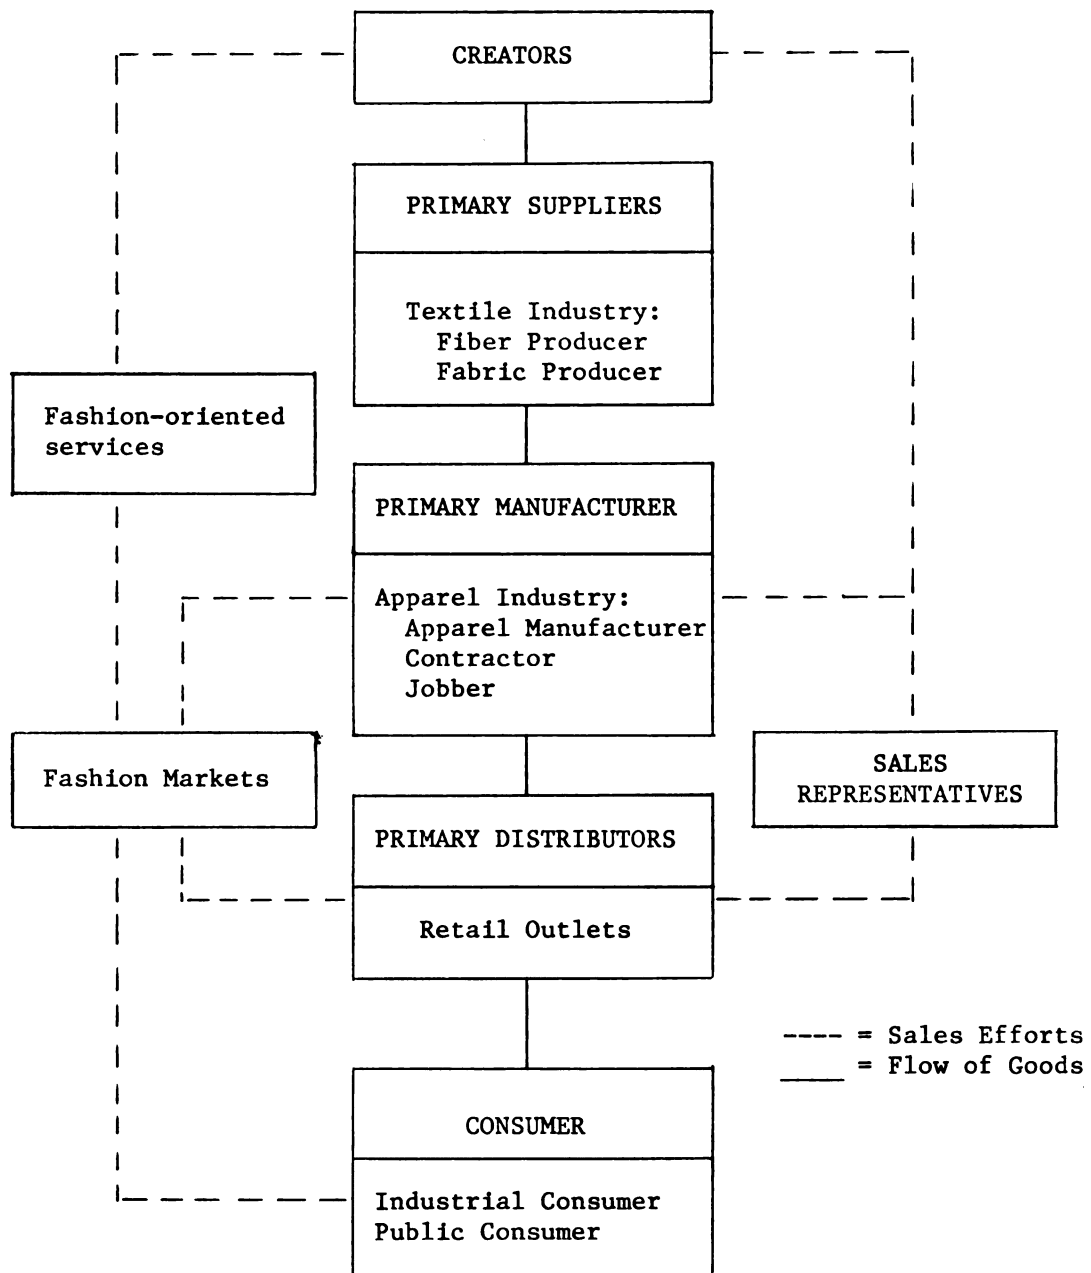 CREATORS
PRIMARY SUPPLIERS
Textile Industry:
Fiber Producer
Fabric Producer
Fashion-oriented
services
PRIMARY MANUFACTURER
Apparel Industry:
Apparel Manufacturer
Contractor
Jobber
Fashion Markets
SALES
REPRESENTATIVES
PRIMARY DISTRIBUTORS
Retail Outlets
---- = Sales Efforts
____ = Flow of Goods
CONSUMER
Industrial Consumer
Public Consumer